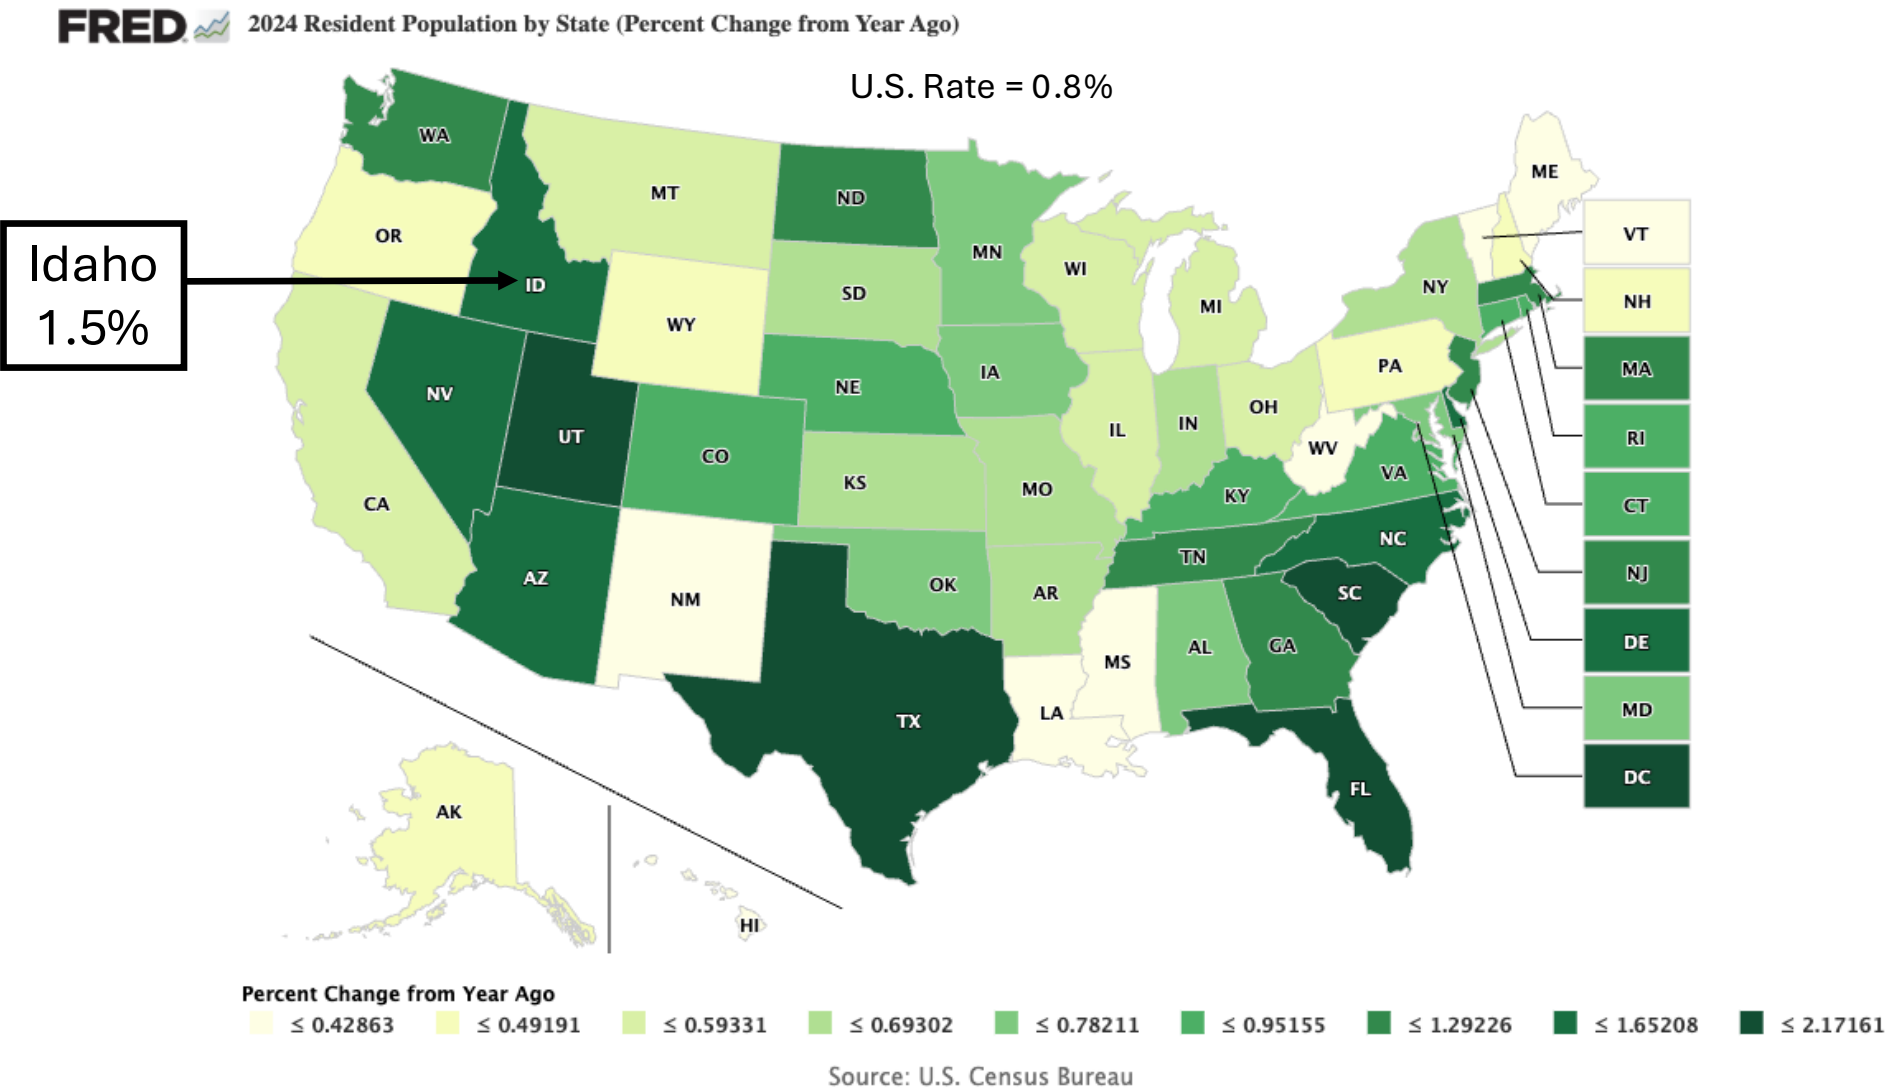 FRED 2024 Resident Population by State (Percent Change from Year Ago)
U.S. Rate = 0.8%
Idaho
1.5%
WA
MT
ND
MN
ME
OR
ID
WY
SD
WI
MI
NY
VT
NH
MA
RI
CT
NJ
DE
MD
DC
NV
UT
CO
NE
IA
IL
IN
OH
PA
WV
VA
CA
AZ
NM
KS
MO
KY
TN
NC
SC
OK
AR
MS
AL
GA
TX
LA
FL
AK
HI
Percent Change from Year Ago
≤ 0.42863 ≤ 0.49191 ≤ 0.59331 ≤ 0.69302 ≤ 0.78211 ≤ 0.95155 ≤ 1.29226 ≤ 1.65208 ≤ 2.17161
Source: U.S. Census Bureau